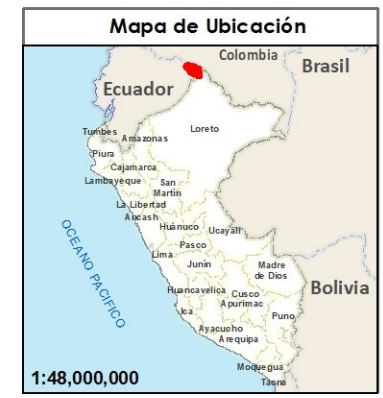 Mapa de Ubicación
Colombia
Brasil
Ecuador
Tumbes
Amazonas
Loreto
Piura
Cajamarca
Lambayeque
San
Martín
La Libertad
Ancash
Huánuco
Ucayali
Pasco
Lima
Junín
Madre
de Dios
Huancavelica
Cusco
Apurimac
Ica
Puno
Ayacucho
Arequipa
Moquegua
Tacna
OCEANO PACIFICO
Bolivia
1:48,000,000